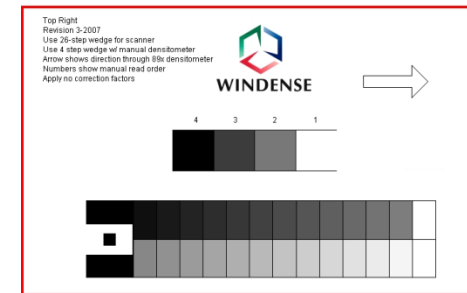 Top Right
Revision 3-2007
Use 26-step wedge for scanner
Use 4 step wedge w/ manual densitometer
Arrow shows direction through 89x densitometer
Numbers show manual read order
Apply no correction factors
WINDENSE
4 3 2 1